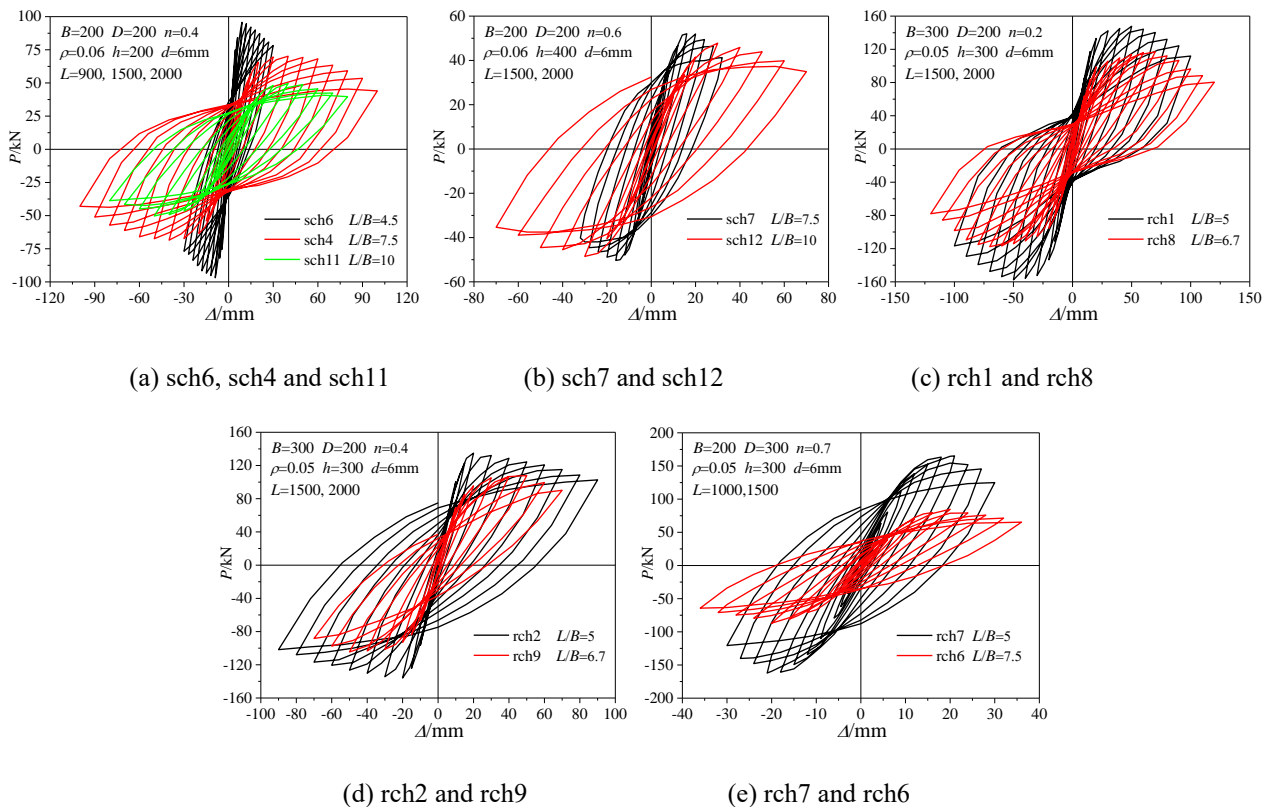 B=200 D=200 n=0.4
ρ=0.06 h=200 d=6mm
L=900, 1500, 2000
100
75
50
25
0
-25
-50
-75
-100
P/kN
sch6 L/B=4.5
sch4 L/B=7.5
sch11 L/B=10
-120 -90 -60 -30 0 30 60 90 120
Δ/mm
(a) sch6, sch4 and sch11
B=200 D=200 n=0.6
ρ=0.06 h=400 d=6mm
L=1500, 2000
60
40
20
0
-20
-40
-60
P/kN
sch7 L/B=7.5
sch12 L/B=10
-80 -60 -40 -20 0 20 40 60 80
Δ/mm
(b) sch7 and sch12
B=300 D=200 n=0.2
ρ=0.05 h=300 d=6mm
L=1500, 2000
160
120
80
40
0
-40
-80
-120
-160
P/kN
rch1 L/B=5
rch8 L/B=6.7
-150 -100 -50 0 50 100 150
Δ/mm
(c) rch1 and rch8
B=300 D=200 n=0.4
ρ=0.05 h=300 d=6mm
L=1500, 2000
160
120
80
40
0
-40
-80
-120
-160
P/kN
rch2 L/B=5
rch9 L/B=6.7
-100 -80 -60 -40 -20 0 20 40 60 80 100
Δ/mm
(d) rch2 and rch9
B=200 D=300 n=0.7
ρ=0.05 h=300 d=6mm
L=1000,1500
200
150
100
50
0
-50
-100
-150
-200
P/kN
rch7 L/B=5
rch6 L/B=7.5
-40 -30 -20 -10 0 10 20 30 40
Δ/mm
(e) rch7 and rch6